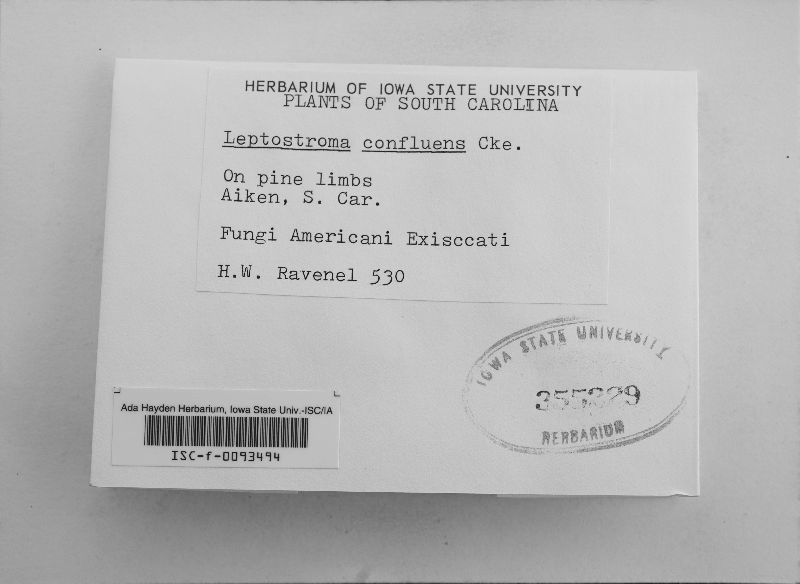 HERBARIUM OF IOWA STATE UNIVERSITY
PLANTS OF SOUTH CAROLINA
Leptostroma confluens Cke.
On pine limbs
Aiken, S. Car.
Fungi Americani Exisccati
H.W. Ravenel 530
IOWA STATE UNIVERSITY
355329
HERBARIUM
Ada Hayden Herbarium, Iowa State Univ.-ISC/IA
ISC-f-0093494